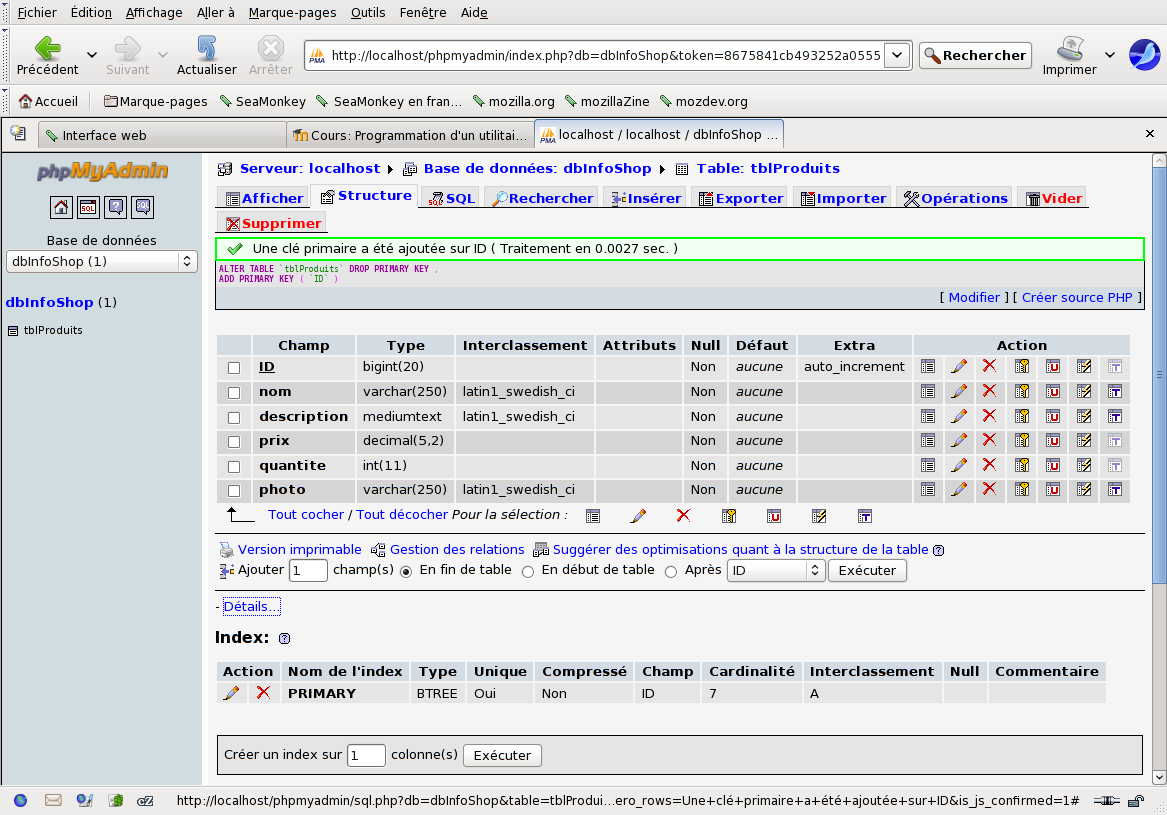 Fichier Édition Affichage Aller à Marque-pages Outils Fenêtre Aide
Précédent Suivant Actualiser Arrêter PMA http://localhost/phpmyadmin/index.php?db=dbInfoShop&token=8675841cb493252a0555 Rechercher Imprimer
Accueil Marque-pages SeaMonkey SeaMonkey en fran... mozilla.org mozillaZine mozdev.org
Interface web Cours: Programmation d'un utilitai... PMA localhost / localhost / dbInfoShop ...
phpMyAdmin
SQL
Base de données
dbInfoShop (1)
dbInfoShop (1)
tblProduits
Serveur: localhost Base de données: dbInfoShop Table: tblProduits
Afficher Structure SQL Rechercher Insérer Exporter Importer Opérations Vider
Supprimer
Une clé primaire a été ajoutée sur ID ( Traitement en 0.0027 sec. )
ALTER TABLE `tblProduits` DROP PRIMARY KEY ,
ADD PRIMARY KEY ( `ID` )
[ Modifier ] [ Créer source PHP ]
Champ Type Interclassement Attributs Null Défaut Extra Action
ID bigint(20) Non aucune auto_increment
nom varchar(250) latin1_swedish_ci Non aucune
description mediumtext latin1_swedish_ci Non aucune
prix decimal(5,2) Non aucune
quantite int(11) Non aucune
photo varchar(250) latin1_swedish_ci Non aucune
Tout cocher / Tout décocher Pour la sélection :
Version imprimable Gestion des relations Suggérer des optimisations quant à la structure de la table
Ajouter 1 champ(s) En fin de table En début de table Après ID Exécuter
- Détails...
Index:
Action Nom de l'index Type Unique Compressé Champ Cardinalité Interclassement Null Commentaire
PRIMARY BTREE Oui Non ID 7 A
Créer un index sur 1 colonne(s) Exécuter
http://localhost/phpmyadmin/sql.php?db=dbInfoShop&table=tblProdui...ero_rows=Une+clé+primaire+a+été+ajoutée+sur+ID&is_js_confirmed=1#